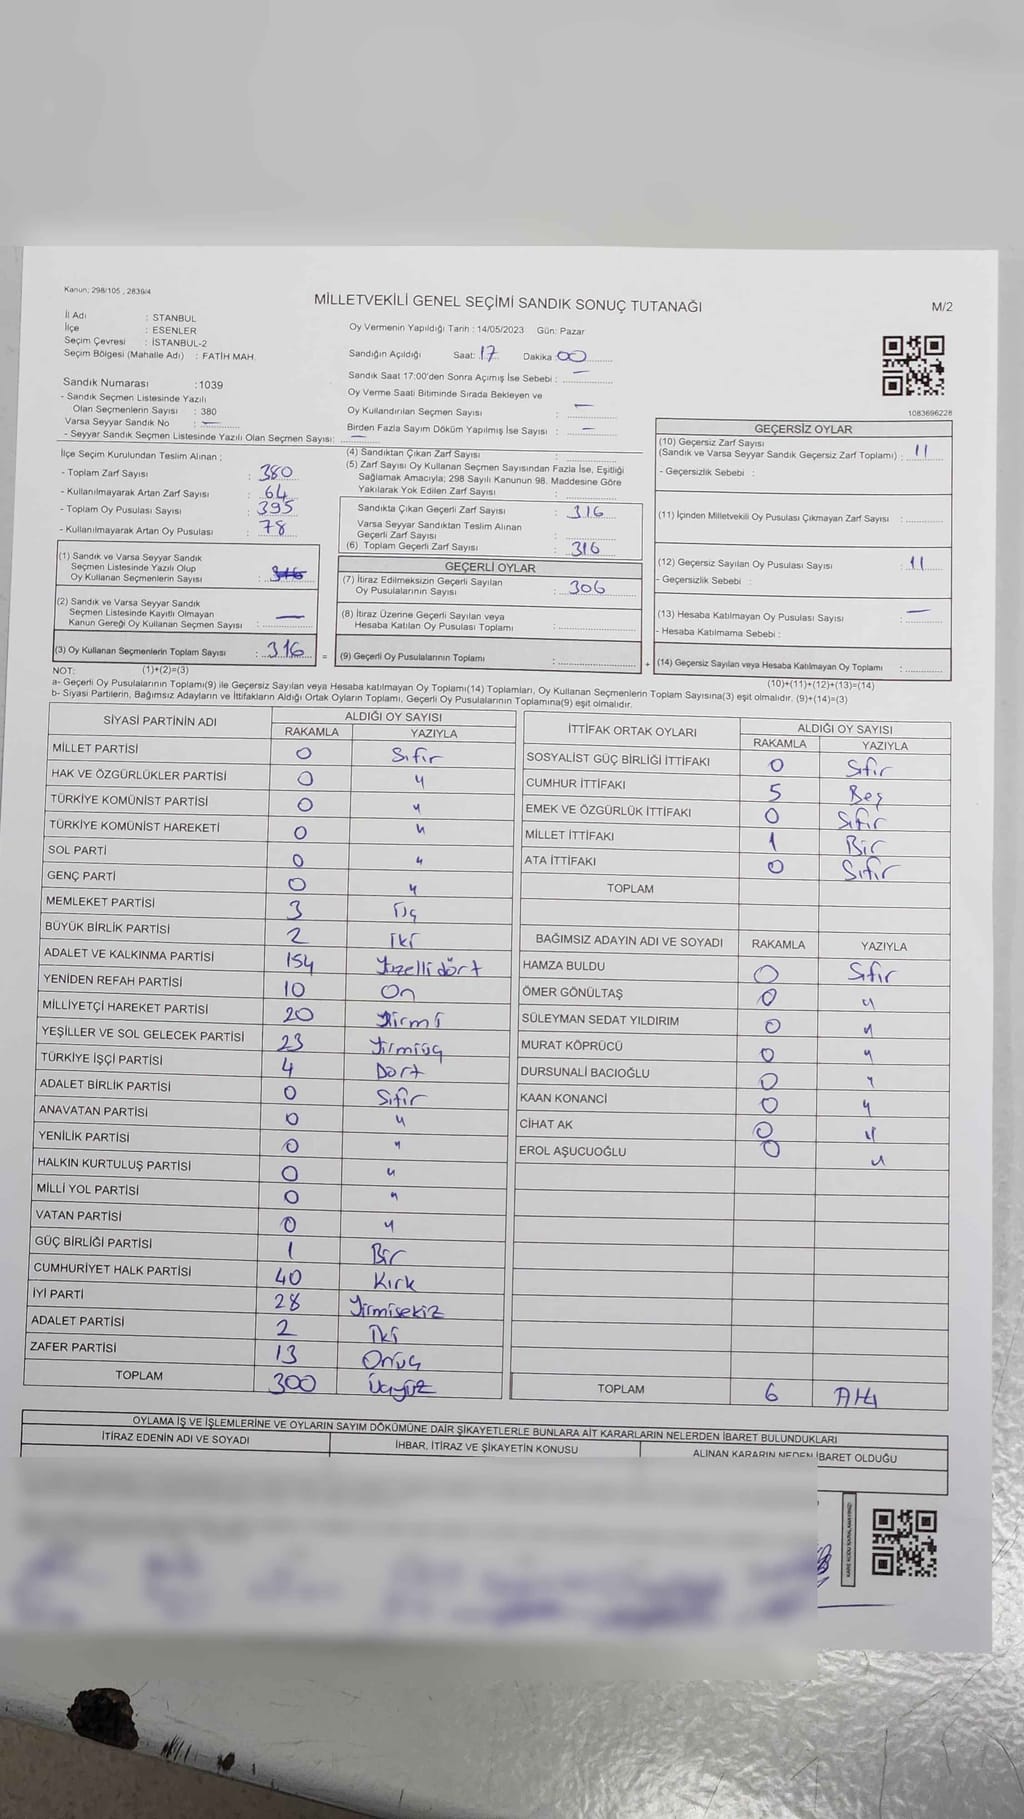 Kanun: 298/105 , 2839/4
MİLLETVEKİLİ GENEL SEÇİMİ SANDIK SONUÇ TUTANAĞI
M/2
İl Adı : İSTANBUL
İlçe : ESENLER
Seçim Çevresi : İSTANBUL-2
Seçim Bölgesi (Mahalle Adı) : FATİH MAH.
Oy Vermenin Yapıldığı Tarih : 14/05/2023 Gün: Pazar
Sandığın Açıldığı Saat: 17 Dakika: 00
Sandık Saat 17:00'den Sonra Açımış İse Sebebi : —
Oy Verme Saati Bitiminde Sırada Bekleyen ve
Oy Kullandırılan Seçmen Sayısı : —
Birden Fazla Sayım Döküm Yapılmış İse Sayısı : —
1083696228
Sandık Numarası :1039
- Sandık Seçmen Listesinde Yazılı
Olan Seçmenlerin Sayısı : 380
Varsa Seyyar Sandık No : —
- Seyyar Sandık Seçmen Listesinde Yazılı Olan Seçmen Sayısı: —
İlçe Seçim Kurulundan Teslim Alınan :
- Toplam Zarf Sayısı : 380
- Kullanılmayarak Artan Zarf Sayısı : 64
- Toplam Oy Pusulası Sayısı : 395
- Kullanılmayarak Artan Oy Pusulası : 78
(1) Sandık ve Varsa Seyyar Sandık
Seçmen Listesinde Yazılı Olup
Oy Kullanan Seçmenlerin Sayısı : 316
(2) Sandık ve Varsa Seyyar Sandık
Seçmen Listesinde Kayıtlı Olmayan
Kanun Gereği Oy Kullanan Seçmen Sayısı : —
(3) Oy Kullanan Seçmenlerin Toplam Sayısı : 316 =
(4) Sandıktan Çıkan Zarf Sayısı :
(5) Zarf Sayısı Oy Kullanan Seçmen Sayısından Fazla İse, Eşitliği
Sağlamak Amacıyla; 298 Sayılı Kanunun 98. Maddesine Göre
Yakılarak Yok Edilen Zarf Sayısı :
Sandıkta Çıkan Geçerli Zarf Sayısı : 316
Varsa Seyyar Sandıktan Teslim Alınan
Geçerli Zarf Sayısı :
(6) Toplam Geçerli Zarf Sayısı : 316
GEÇERLİ OYLAR
(7) İtiraz Edilmeksizin Geçerli Sayılan
Oy Pusulalarının Sayısı : 306
(8) İtiraz Üzerine Geçerli Sayılan veya
Hesaba Katılan Oy Pusulası Toplamı :
(9) Geçerli Oy Pusulalarının Toplamı : +
GEÇERSİZ OYLAR
(10) Geçersiz Zarf Sayısı
(Sandık ve Varsa Seyyar Sandık Geçersiz Zarf Toplamı) : 11
- Geçersizlik Sebebi :
(11) İçinden Milletvekili Oy Pusulası Çıkmayan Zarf Sayısı :
(12) Geçersiz Sayılan Oy Pusulası Sayısı : 11
- Geçersizlik Sebebi :
(13) Hesaba Katılmayan Oy Pusulası Sayısı : —
- Hesaba Katılmama Sebebi :
(14) Geçersiz Sayılan veya Hesaba Katılmayan Oy Toplamı :
NOT: (1)+(2)=(3) (10)+(11)+(12)+(13)=(14)
a- Geçerli Oy Pusulalarının Toplamı(9) ile Geçersiz Sayılan veya Hesaba katılmayan Oy Toplamı(14) Toplamları, Oy Kullanan Seçmenlerin Toplam Sayısına(3) eşit olmalıdır. (9)+(14)=(3)
b- Siyasi Partilerin, Bağımsız Adayların ve İttifakların Aldığı Ortak Oyların Toplamı, Geçerli Oy Pusulalarının Toplamına(9) eşit olmalıdır.
SİYASİ PARTİNİN ADI ALDIĞI OY SAYISI
RAKAMLA YAZIYLA
MİLLET PARTİSİ 0 Sıfır
HAK VE ÖZGÜRLÜKLER PARTİSİ 0 "
TÜRKİYE KOMÜNİST PARTİSİ 0 "
TÜRKİYE KOMÜNİST HAREKETİ 0 "
SOL PARTİ 0 "
GENÇ PARTİ 0 "
MEMLEKET PARTİSİ 3 Üç
BÜYÜK BİRLİK PARTİSİ 2 İki
ADALET VE KALKINMA PARTİSİ 154 Yüzellidört
YENİDEN REFAH PARTİSİ 10 On
MİLLİYETÇİ HAREKET PARTİSİ 20 Yirmi
YEŞİLLER VE SOL GELECEK PARTİSİ 23 Yirmiüç
TÜRKİYE İŞÇİ PARTİSİ 4 Dört
ADALET BİRLİK PARTİSİ 0 Sıfır
ANAVATAN PARTİSİ 0 "
YENİLİK PARTİSİ 0 "
HALKIN KURTULUŞ PARTİSİ 0 "
MİLLİ YOL PARTİSİ 0 "
VATAN PARTİSİ 0 "
GÜÇ BİRLİĞİ PARTİSİ 1 Bir
CUMHURİYET HALK PARTİSİ 40 Kırk
İYİ PARTİ 28 Yirmisekiz
ADALET PARTİSİ 2 İki
ZAFER PARTİSİ 13 Onüç
TOPLAM 300 Üçyüz
İTTİFAK ORTAK OYLARI ALDIĞI OY SAYISI
RAKAMLA YAZIYLA
SOSYALİST GÜÇ BİRLİĞİ İTTİFAKI 0 Sıfır
CUMHUR İTTİFAKI 5 Beş
EMEK VE ÖZGÜRLÜK İTTİFAKI 0 Sıfır
MİLLET İTTİFAKI 1 Bir
ATA İTTİFAKI 0 Sıfır
TOPLAM
BAĞIMSIZ ADAYIN ADI VE SOYADI RAKAMLA YAZIYLA
HAMZA BULDU 0 Sıfır
ÖMER GÖNÜLTAŞ 0 "
SÜLEYMAN SEDAT YILDIRIM 0 "
MURAT KÖPRÜCÜ 0 "
DURSUNALİ BACIOĞLU 0 "
KAAN KONANCİ 0 "
CİHAT AK 0 "
EROL AŞUCUOĞLU 0 "
TOPLAM 6 Altı
OYLAMA İŞ VE İŞLEMLERİNE VE OYLARIN SAYIM DÖKÜMÜNE DAİR ŞİKAYETLERLE BUNLARA AİT KARARLARIN NELERDEN İBARET BULUNDUKLARI
İTİRAZ EDENİN ADI VE SOYADI İHBAR, İTİRAZ VE ŞİKAYETİN KONUSU ALINAN KARARIN NEDEN İBARET OLDUĞU